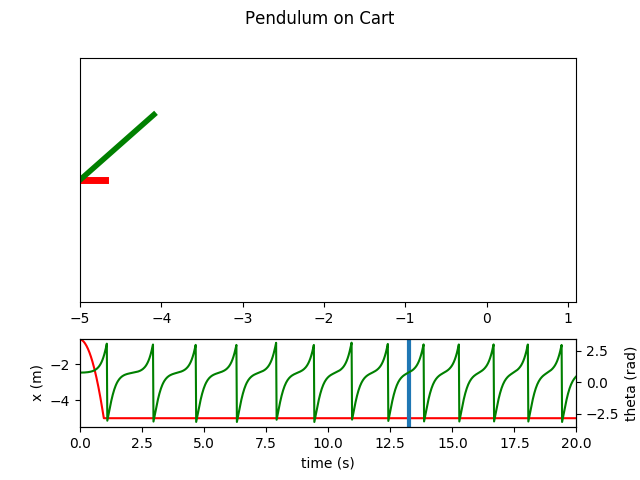 Pendulum on Cart
−5 −4 −3 −2 −1 0 1
x (m)
−2
−4
2.5
0.0
−2.5
theta (rad)
0.0 2.5 5.0 7.5 10.0 12.5 15.0 17.5 20.0
time (s)